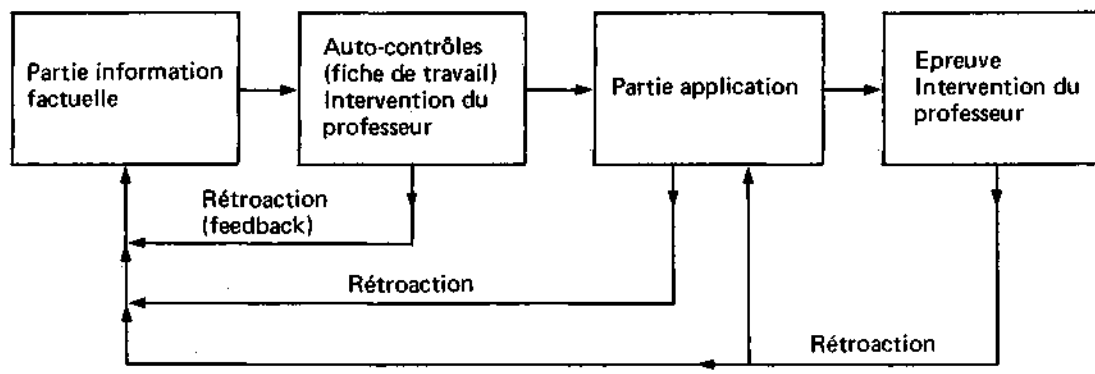 Partie information
factuelle
Auto-contrôles
(fiche de travail)
Intervention du
professeur
Partie application
Epreuve
Intervention du
professeur
Rétroaction
(feedback)
Rétroaction
Rétroaction